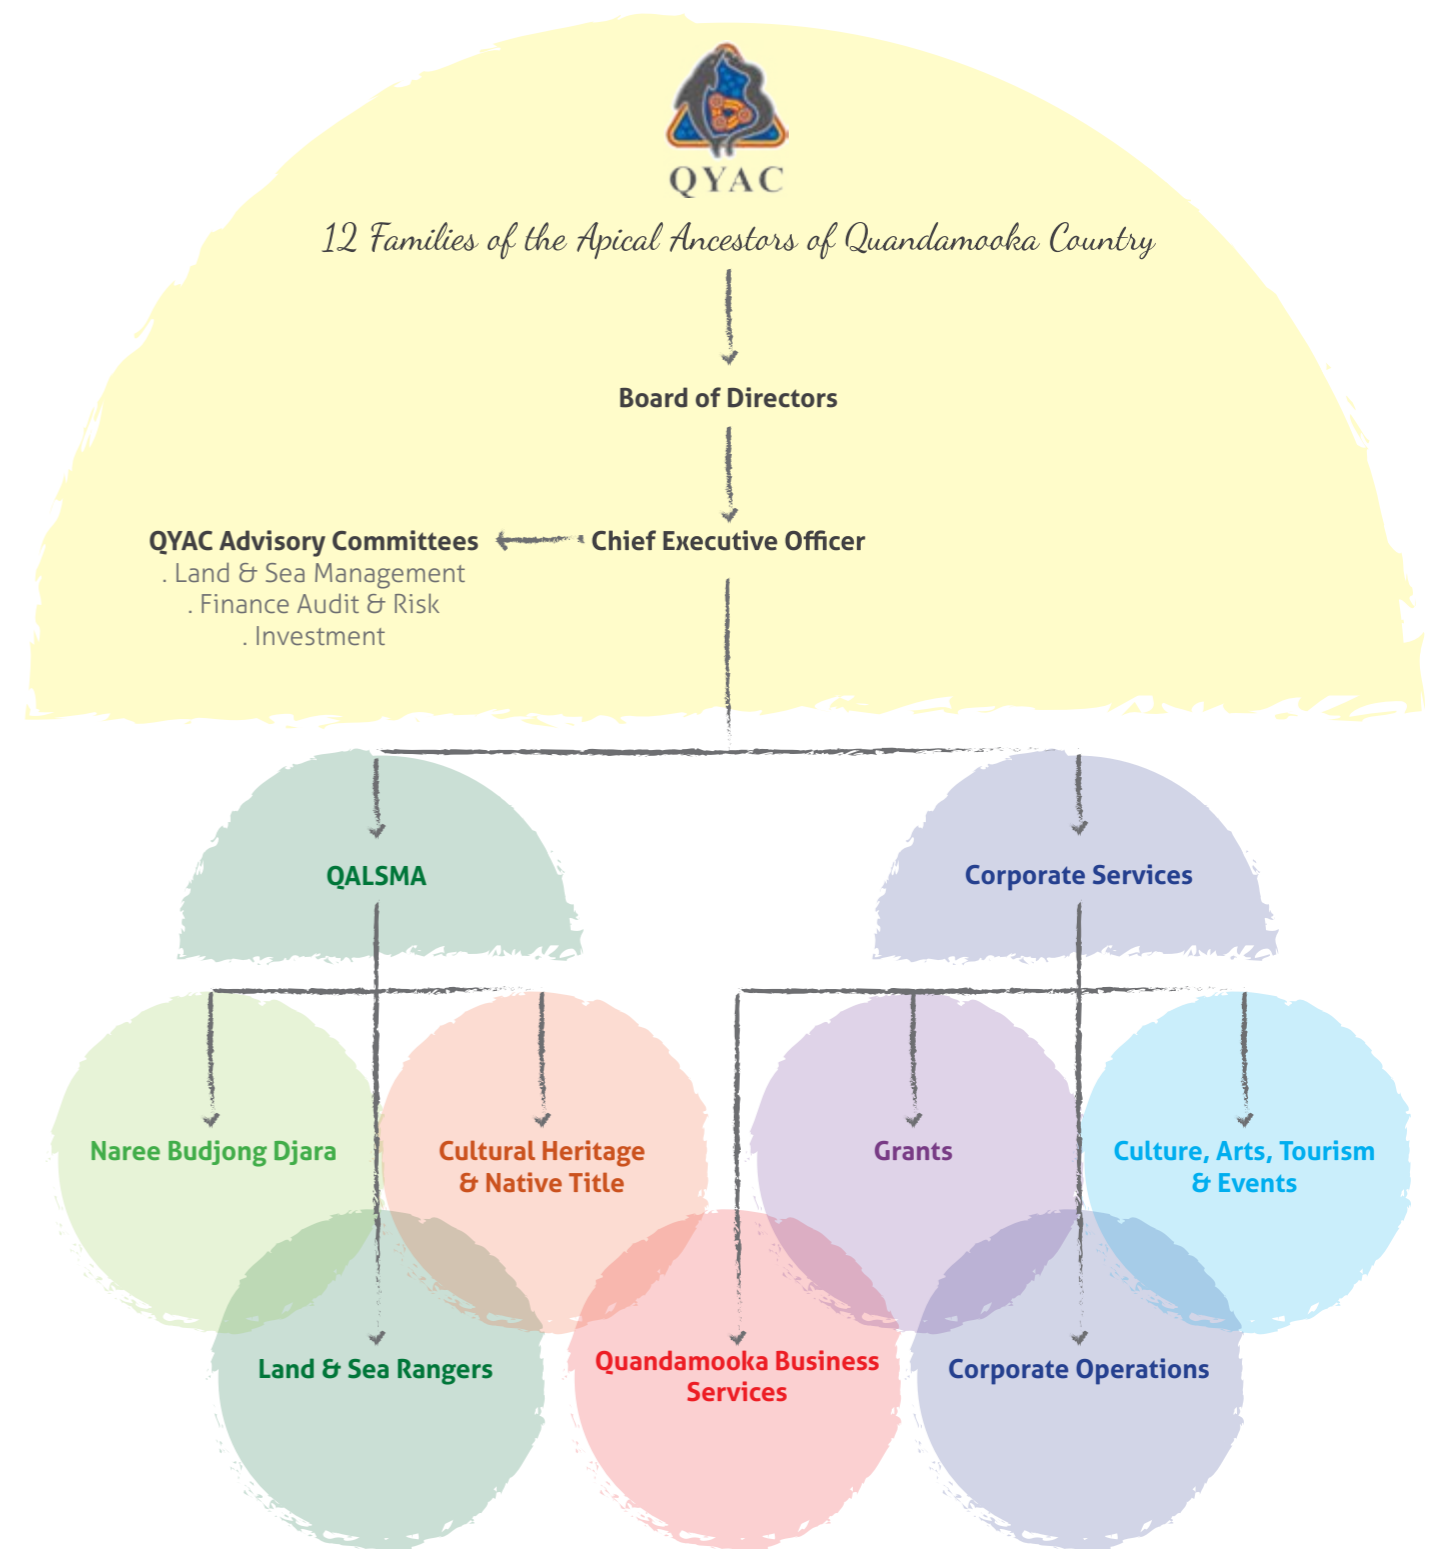 QYAC
12 Families of the Apical Ancestors of Quandamooka Country
Board of Directors
QYAC Advisory Committees
. Land & Sea Management
. Finance Audit & Risk
. Investment
Chief Executive Officer
QALSMA
Corporate Services
Naree Budjong Djara
Cultural Heritage
& Native Title
Grants
Culture, Arts, Tourism
& Events
Land & Sea Rangers
Quandamooka Business
Services
Corporate Operations